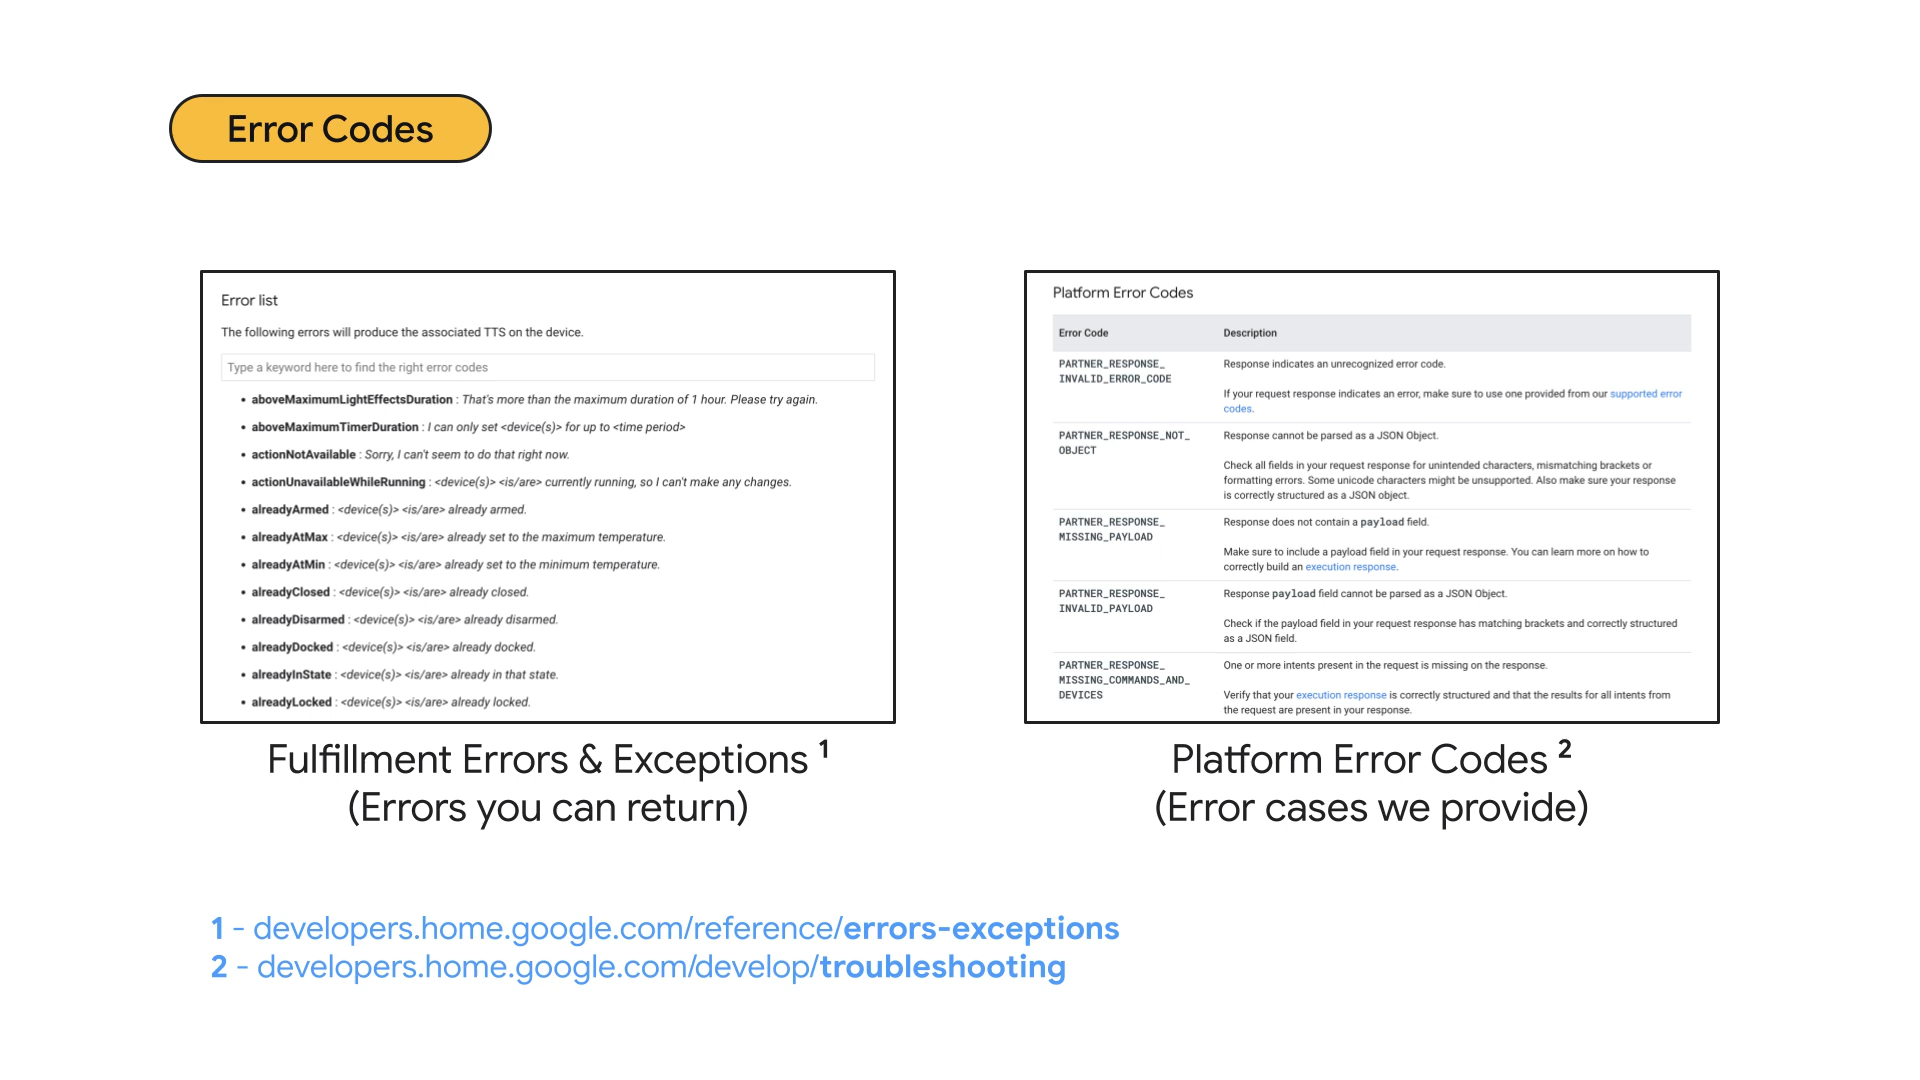 Error Codes
Error list
The following errors will produce the associated TTS on the device.
Type a keyword here to find the right error codes
• aboveMaximumLightEffectsDuration : That's more than the maximum duration of 1 hour. Please try again.
• aboveMaximumTimerDuration : I can only set <device(s)> for up to <time period>
• actionNotAvailable : Sorry, I can't seem to do that right now.
• actionUnavailableWhileRunning : <device(s)> <is/are> currently running, so I can't make any changes.
• alreadyArmed : <device(s)> <is/are> already armed.
• alreadyAtMax : <device(s)> <is/are> already set to the maximum temperature.
• alreadyAtMin : <device(s)> <is/are> already set to the minimum temperature.
• alreadyClosed : <device(s)> <is/are> already closed.
• alreadyDisarmed : <device(s)> <is/are> already disarmed.
• alreadyDocked : <device(s)> <is/are> already docked.
• alreadyInState : <device(s)> <is/are> already in that state.
• alreadyLocked : <device(s)> <is/are> already locked.
Fulfillment Errors & Exceptions 1
(Errors you can return)
Platform Error Codes
Error Code Description
PARTNER_RESPONSE_
INVALID_ERROR_CODE
Response indicates an unrecognized error code.
If your request response indicates an error, make sure to use one provided from our supported error
codes.
PARTNER_RESPONSE_NOT_
OBJECT
Response cannot be parsed as a JSON Object.
Check all fields in your request response for unintended characters, mismatching brackets or
formatting errors. Some unicode characters might be unsupported. Also make sure your response
is correctly structured as a JSON object.
PARTNER_RESPONSE_
MISSING_PAYLOAD
Response does not contain a payload field.
Make sure to include a payload field in your request response. You can learn more on how to
correctly build an execution response.
PARTNER_RESPONSE_
INVALID_PAYLOAD
Response payload field cannot be parsed as a JSON Object.
Check if the payload field in your request response has matching brackets and correctly structured
as a JSON field.
PARTNER_RESPONSE_
MISSING_COMMANDS_AND_
DEVICES
One or more intents present in the request is missing on the response.
Verify that your execution response is correctly structured and that the results for all intents from
the request are present in your response.
Platform Error Codes 2
(Error cases we provide)
1 - developers.home.google.com/reference/errors-exceptions
2 - developers.home.google.com/develop/troubleshooting